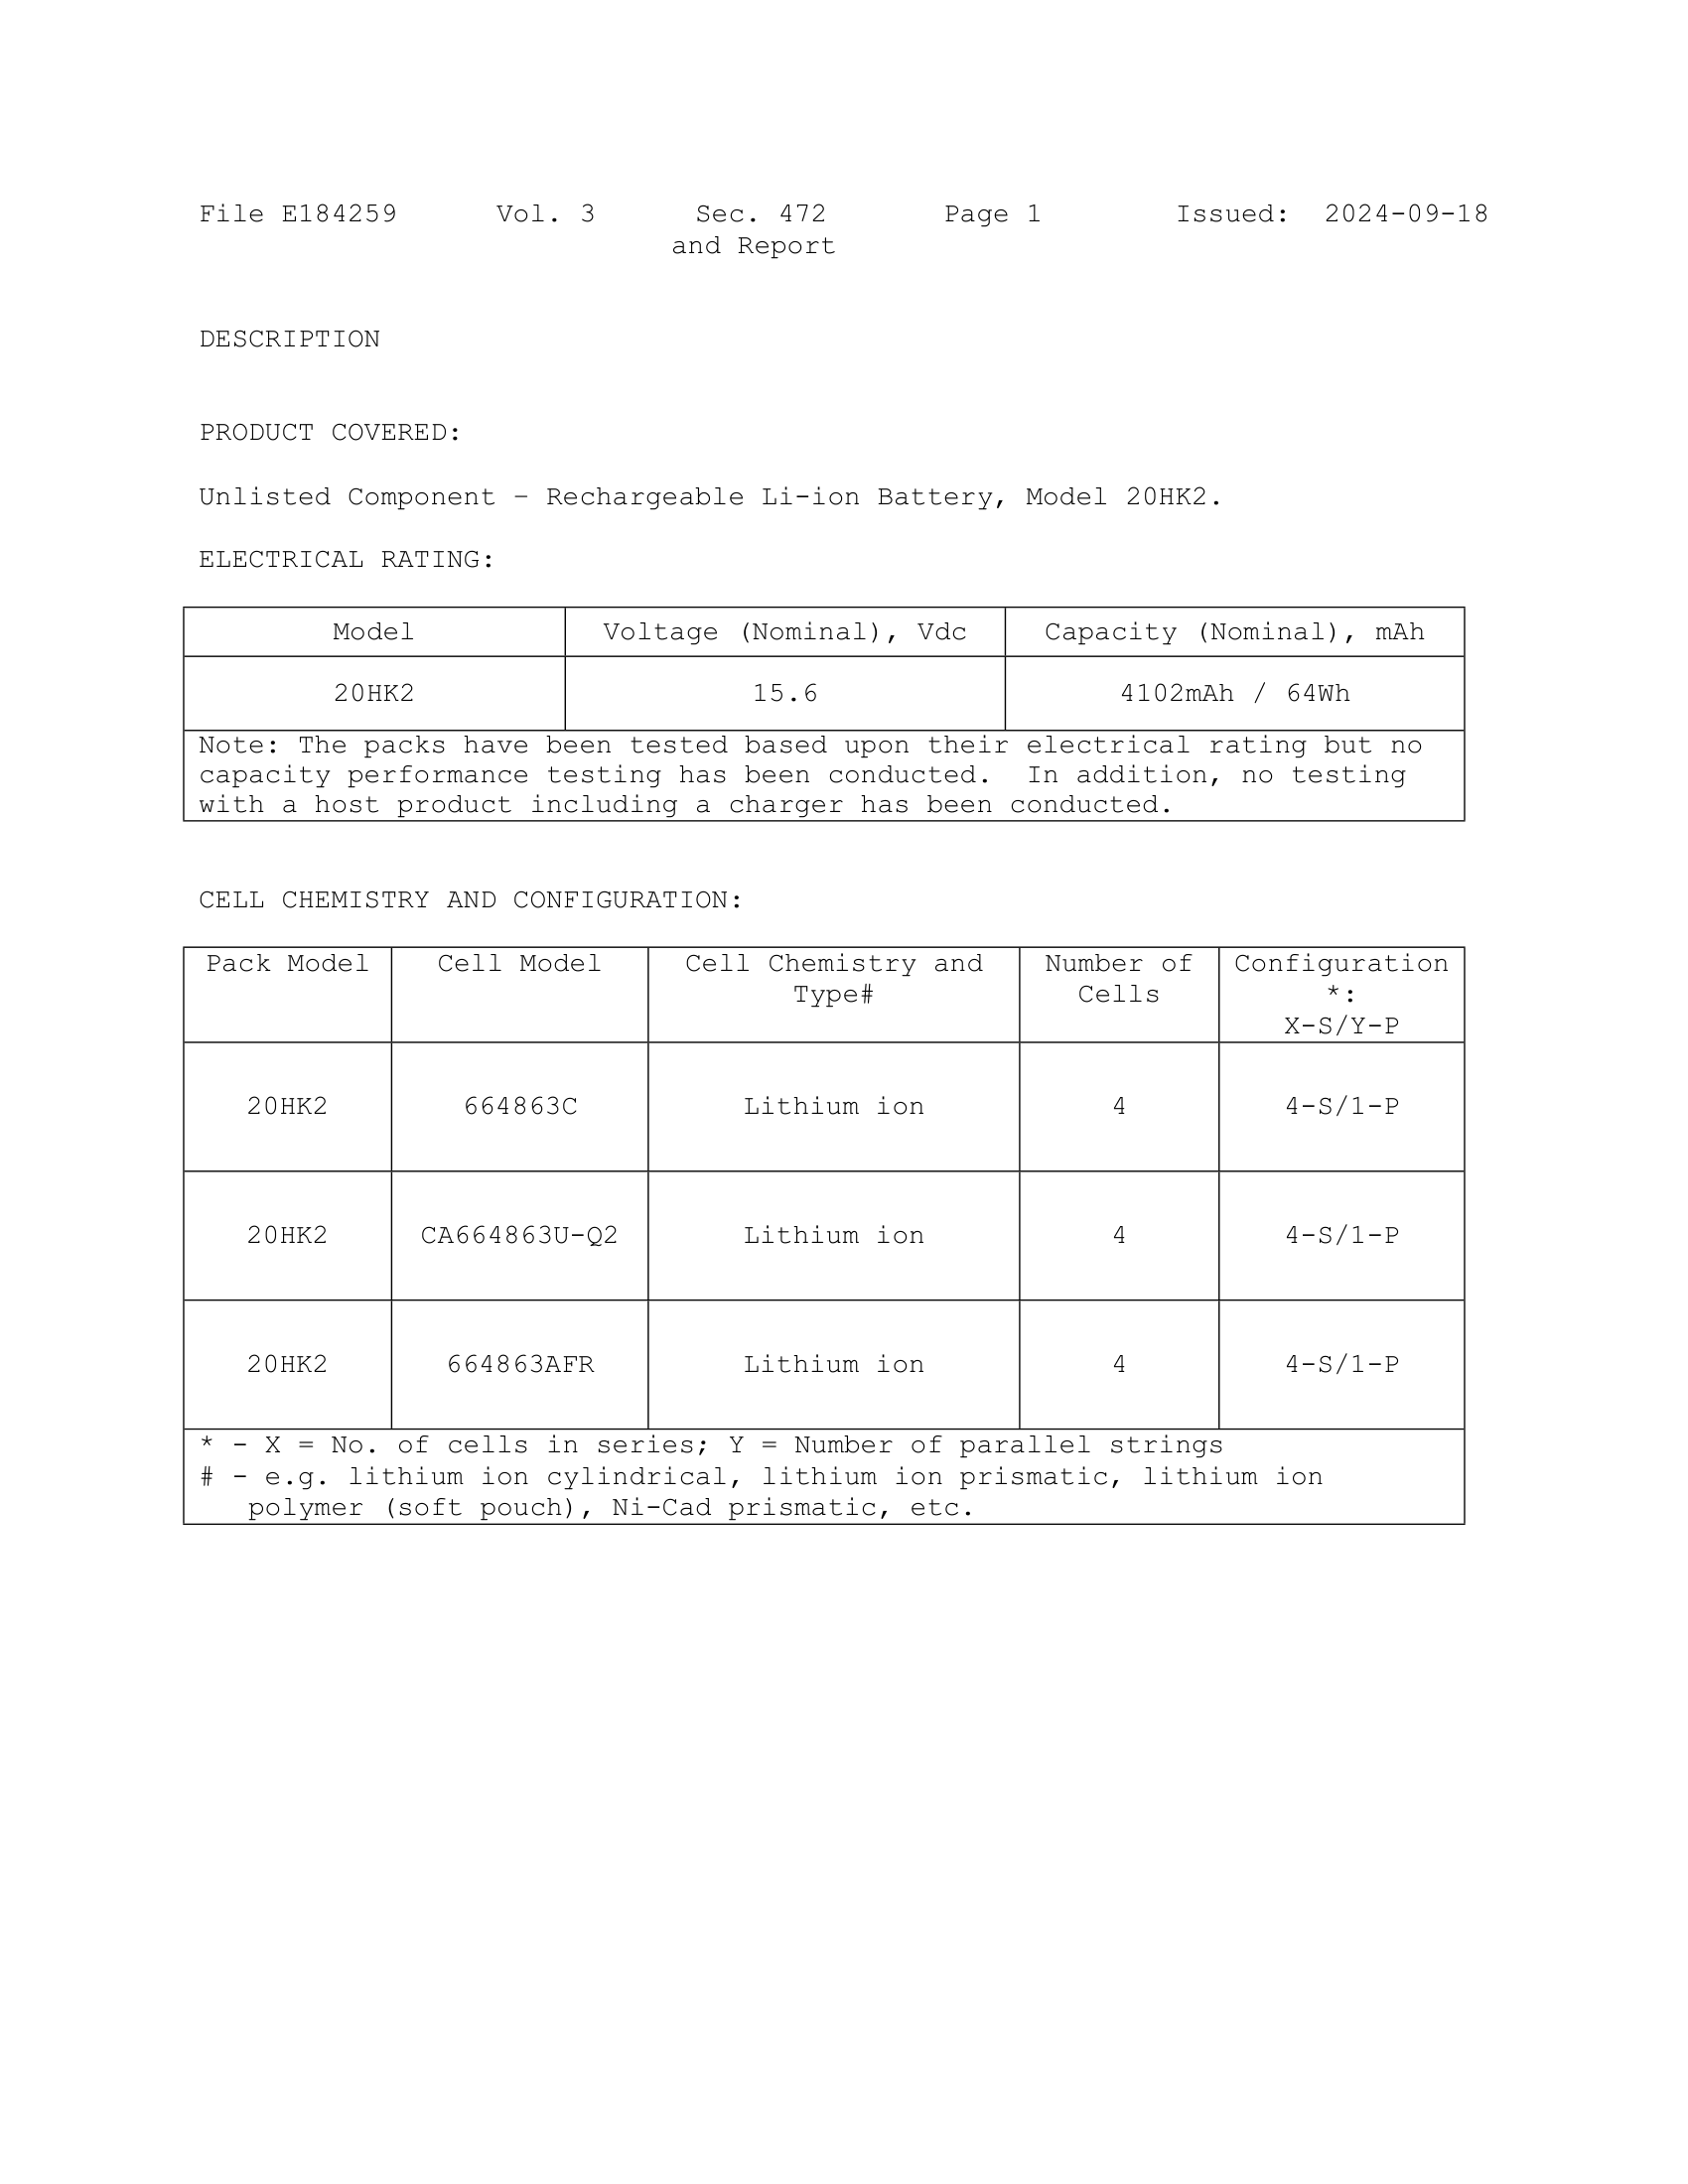 File E184259 Vol. 3 Sec. 472 Page 1 Issued: 2024-09-18
and Report
DESCRIPTION
PRODUCT COVERED:
Unlisted Component – Rechargeable Li-ion Battery, Model 20HK2.
ELECTRICAL RATING:
Model Voltage (Nominal), Vdc Capacity (Nominal), mAh
20HK2 15.6 4102mAh / 64Wh
Note: The packs have been tested based upon their electrical rating but no
capacity performance testing has been conducted. In addition, no testing
with a host product including a charger has been conducted.
CELL CHEMISTRY AND CONFIGURATION:
Pack Model Cell Model Cell Chemistry and Number of Configuration
Type# Cells *:
X-S/Y-P
20HK2 664863C Lithium ion 4 4-S/1-P
20HK2 CA664863U-Q2 Lithium ion 4 4-S/1-P
20HK2 664863AFR Lithium ion 4 4-S/1-P
* - X = No. of cells in series; Y = Number of parallel strings
# - e.g. lithium ion cylindrical, lithium ion prismatic, lithium ion
polymer (soft pouch), Ni-Cad prismatic, etc.